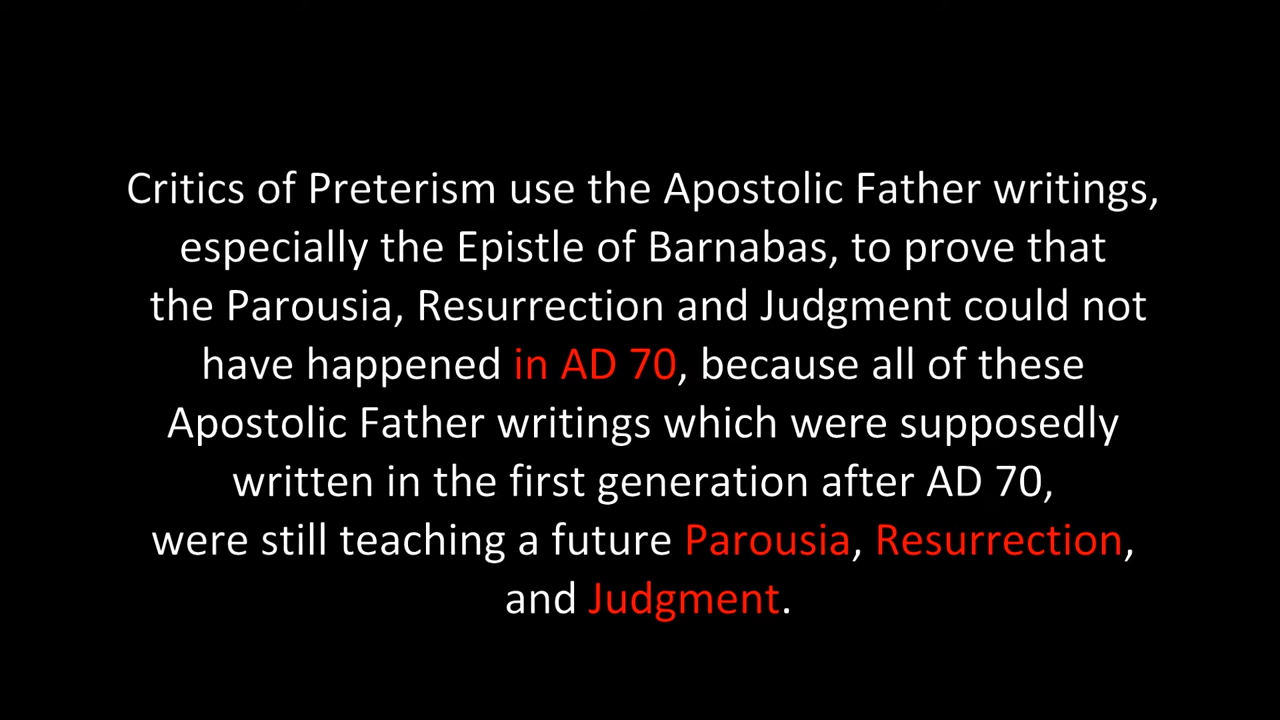 Critics of Preterism use the Apostolic Father writings,
especially the Epistle of Barnabas, to prove that
the Parousia, Resurrection and Judgment could not
have happened in AD 70, because all of these
Apostolic Father writings which were supposedly
written in the first generation after AD 70,
were still teaching a future Parousia, Resurrection,
and Judgment.